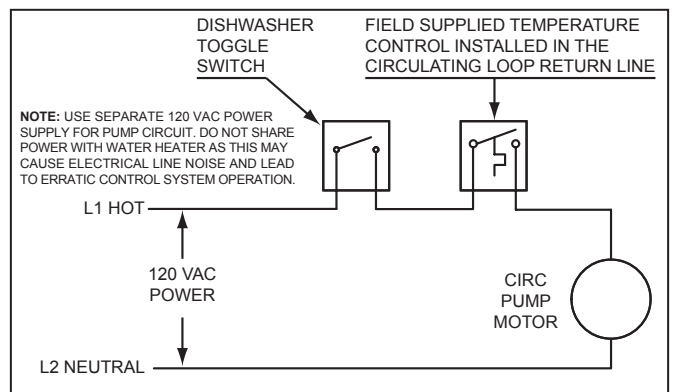 DISHWASHER
TOGGLE
SWITCH
FIELD SUPPLIED TEMPERATURE
CONTROL INSTALLED IN THE
CIRCULATING LOOP RETURN LINE
NOTE: USE SEPARATE 120 VAC POWER
SUPPLY FOR PUMP CIRCUIT. DO NOT SHARE
POWER WITH WATER HEATER AS THIS MAY
CAUSE ELECTRICAL LINE NOISE AND LEAD
TO ERRATIC CONTROL SYSTEM OPERATION.
L1 HOT
120 VAC
POWER
CIRC
PUMP
MOTOR
L2 NEUTRAL